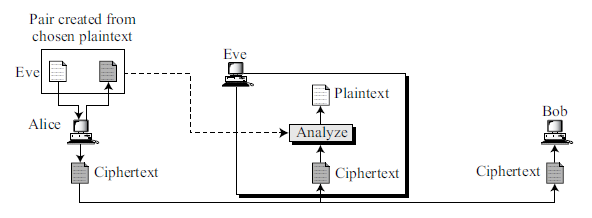 Pair created from
chosen plaintext
Eve
Eve
Plaintext
Alice
Analyze
Bob
Ciphertext
Ciphertext
Ciphertext